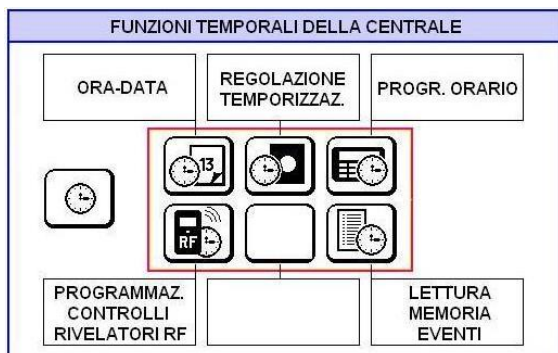 FUNZIONI TEMPORALI DELLA CENTRALE
ORA-DATA
REGOLAZIONE
TEMPORIZZAZ.
PROGR. ORARIO
13
RF
PROGRAMMAZ.
CONTROLLI
RIVELATORI RF
LETTURA
MEMORIA
EVENTI